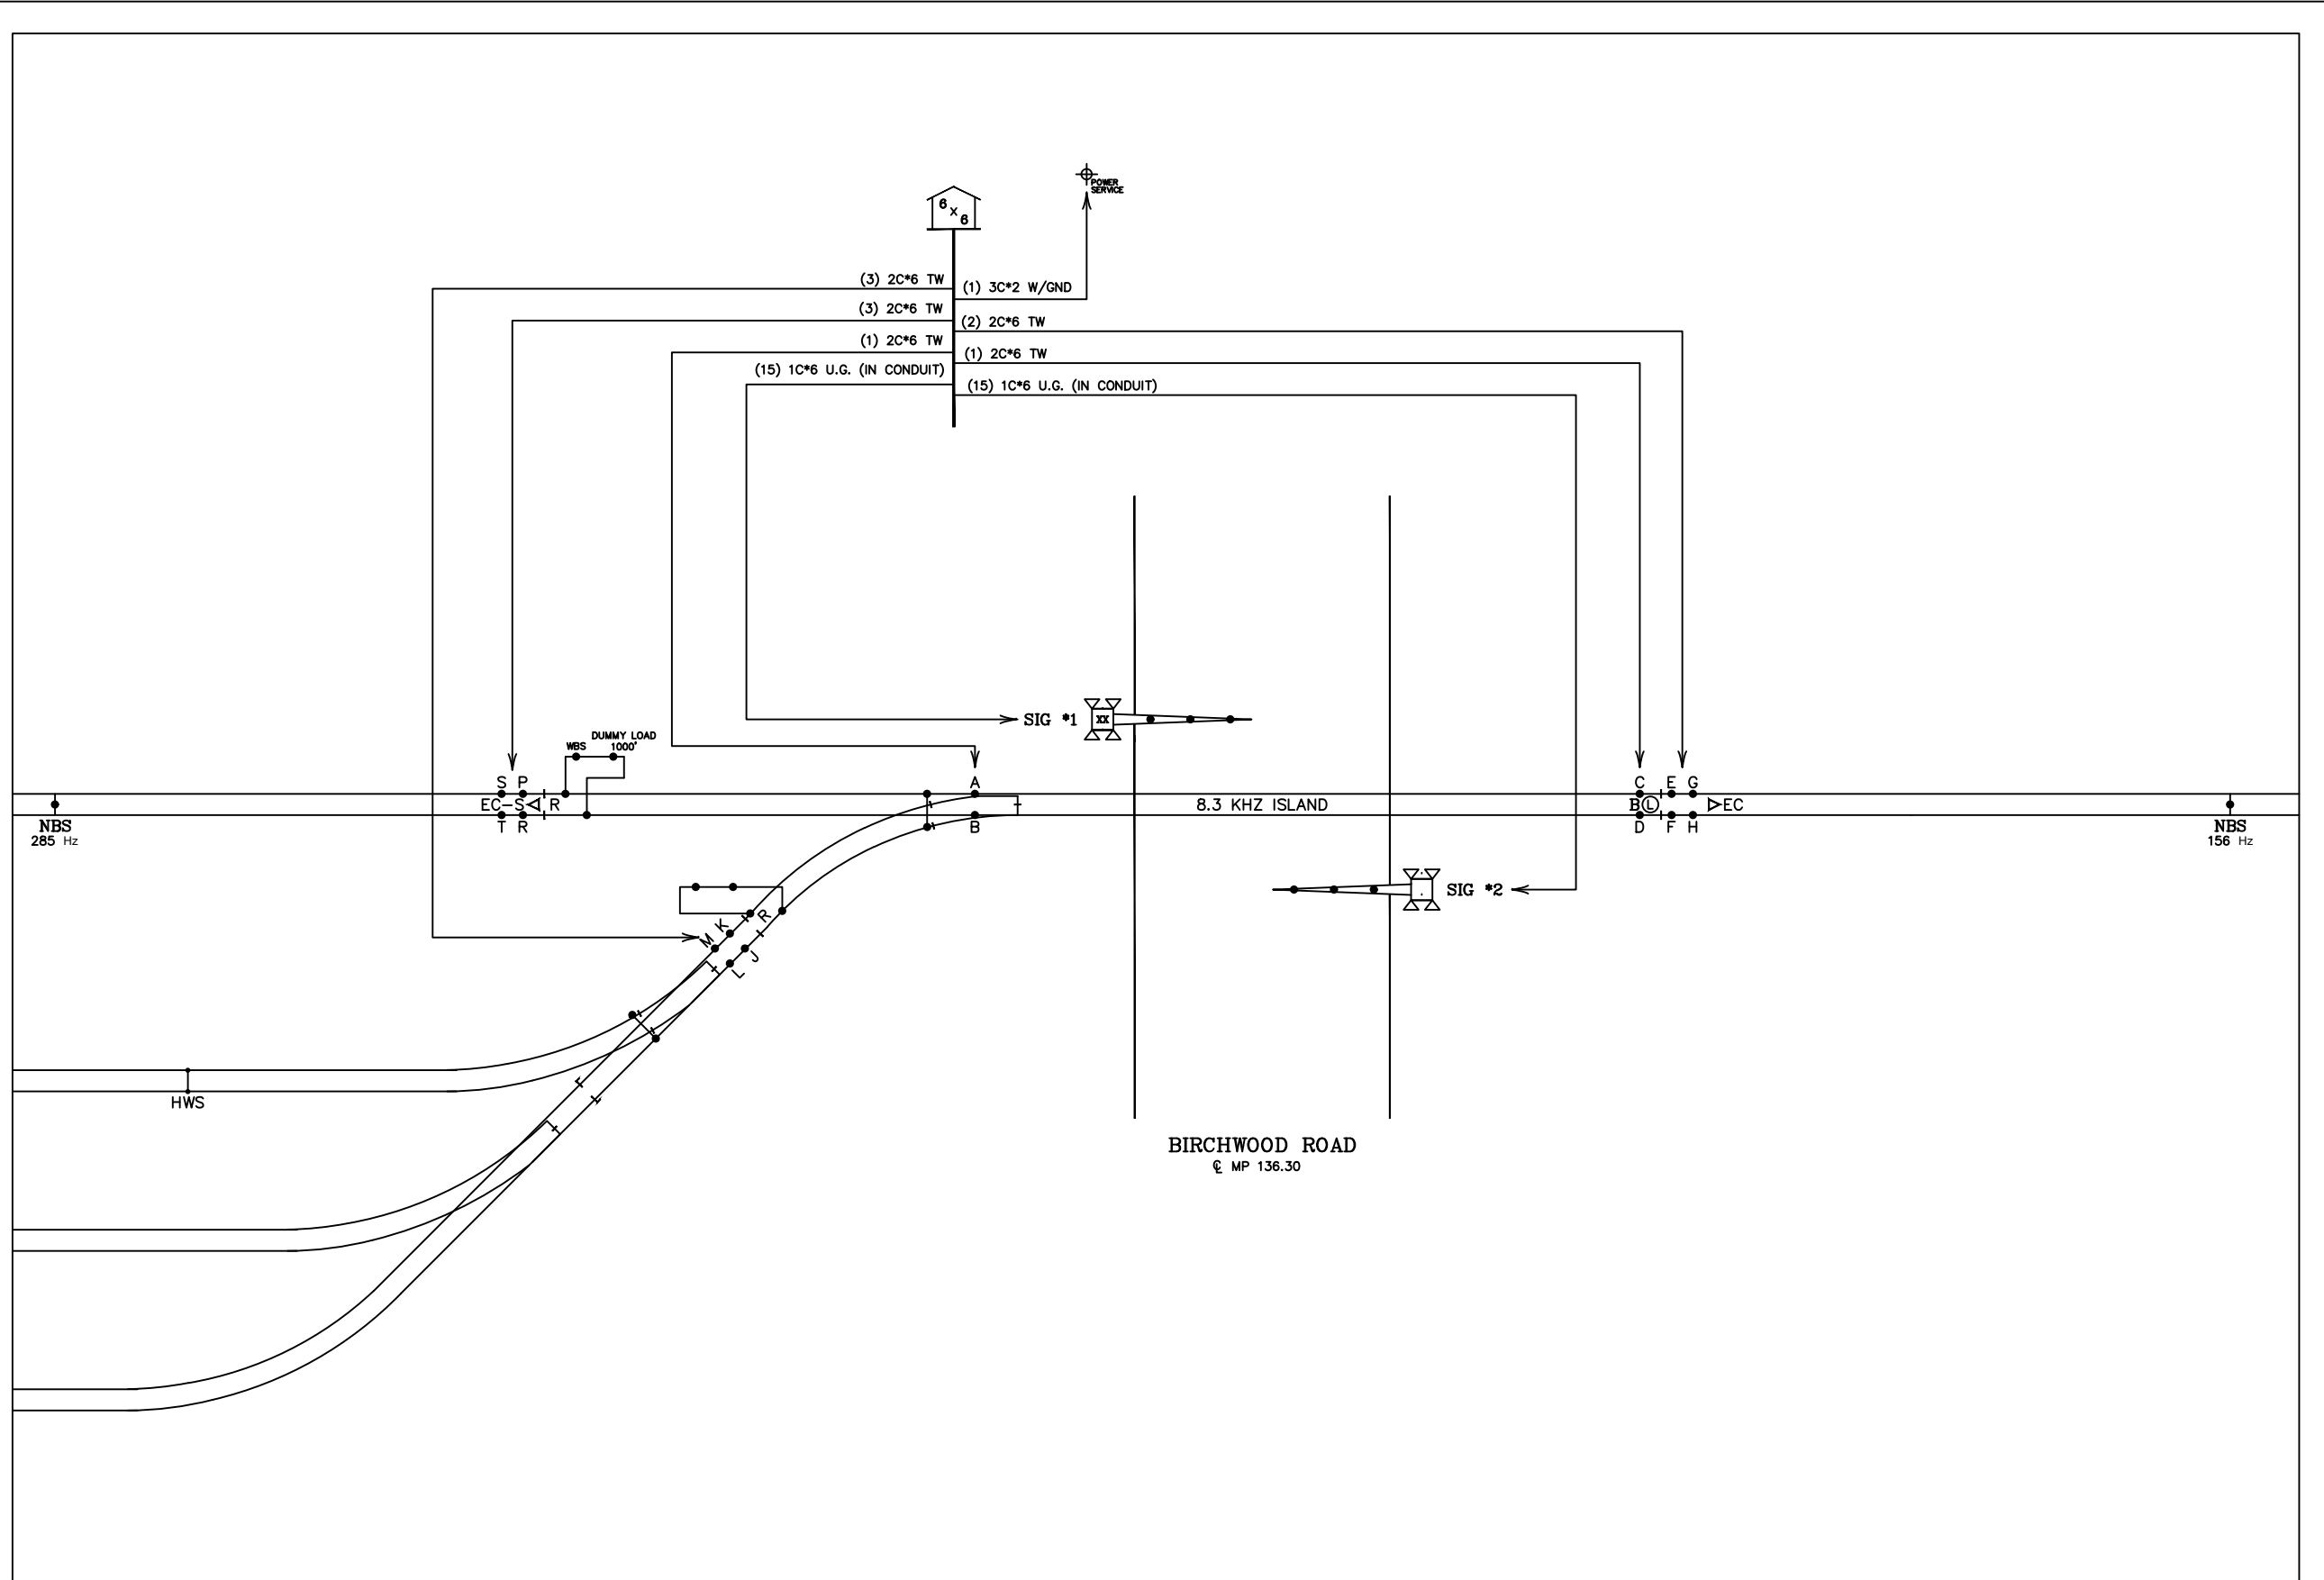 POWER
SERVICE
6 x 6
(3) 2C*6 TW
(1) 3C*2 W/GND
(3) 2C*6 TW
(2) 2C*6 TW
(1) 2C*6 TW
(1) 2C*6 TW
(15) 1C*6 U.G. (IN CONDUIT)
(15) 1C*6 U.G. (IN CONDUIT)
SIG *1
XX
DUMMY LOAD
WBS 1000'
S P
A
C E G
EC-S R
8.3 KHZ ISLAND
B L
EC
T R
B
D F H
NBS
285 Hz
NBS
156 Hz
SIG *2
M K R
L J
HWS
BIRCHWOOD ROAD
℄ MP 136.30